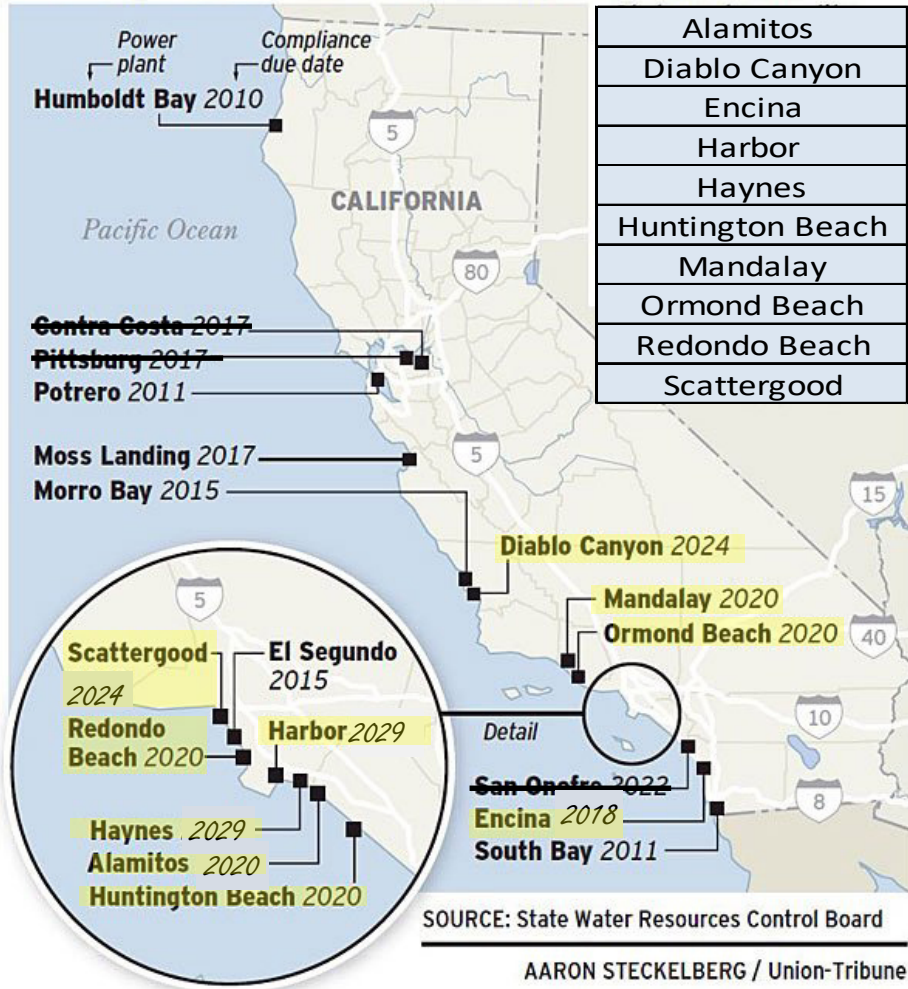 Power plant
Compliance due date
Humboldt Bay 2010
5
CALIFORNIA
Pacific Ocean
80
Contra Costa 2017
Pittsburg 2017
Potrero 2011
Moss Landing 2017
5
Morro Bay 2015
15
Diablo Canyon 2024
Mandalay 2020
Ormond Beach 2020
40
5
Scattergood
2024
El Segundo
2015
Redondo
Beach 2020
Harbor 2029
Detail
10
San Onofre 2022
Haynes 2029
Encina 2018
8
Alamitos 2020
South Bay 2011
Huntington Beach 2020
SOURCE: State Water Resources Control Board
AARON STECKELBERG / Union-Tribune
Alamitos
Diablo Canyon
Encina
Harbor
Haynes
Huntington Beach
Mandalay
Ormond Beach
Redondo Beach
Scattergood